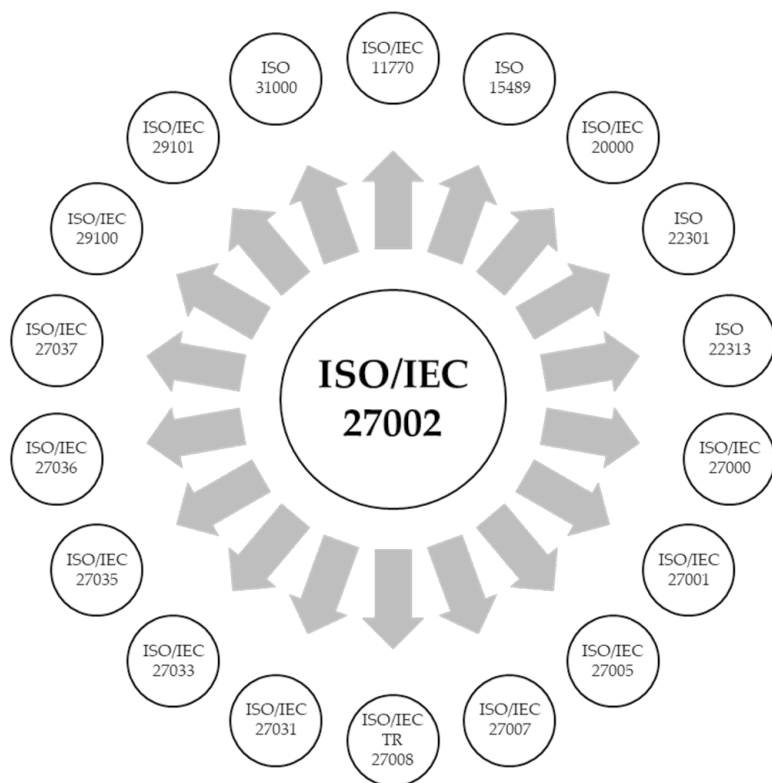 ISO/IEC
11770
ISO
15489
ISO/IEC
20000
ISO
22301
ISO
22313
ISO/IEC
27000
ISO/IEC
27001
ISO/IEC
27005
ISO/IEC
27007
ISO/IEC
TR
27008
ISO/IEC
27031
ISO/IEC
27033
ISO/IEC
27035
ISO/IEC
27036
ISO/IEC
27037
ISO/IEC
29100
ISO/IEC
29101
ISO
31000
ISO/IEC
27002